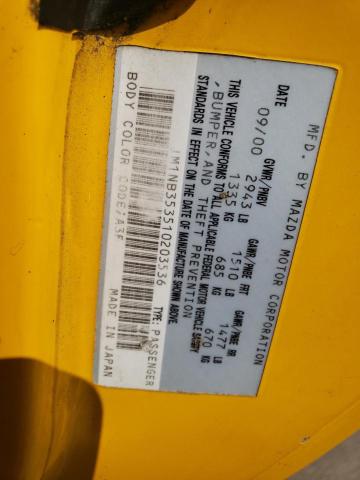 MFD. BY MAZDA MOTOR CORPORATION
DATE GVWR/PNBV GAWR/PNBE FRT GAWR/PNBE RR
09/00 2943 LB 1510 LB 1477 LB
1335 KG 685 KG 670 KG
THIS VEHICLE CONFORMS TO ALL APPLICABLE FEDERAL MOTOR VEHICLE SAFETY
, BUMPER, AND THEFT PREVENTION
STANDARDS IN EFFECT ON THE DATE OF MANUFACTURE SHOWN ABOVE.
M1NB353510203536 TYPE: PASSENGER
BODY COLOR CODE: A3F MADE IN JAPAN